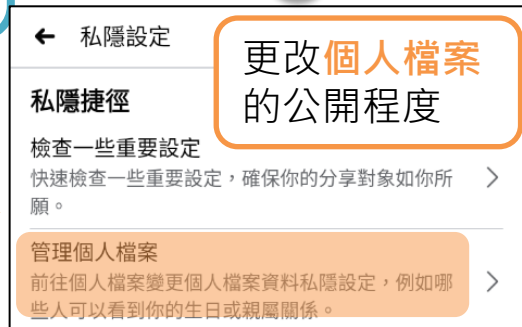 ← 私隱設定
更改個人檔案
的公開程度
私隱捷徑
檢查一些重要設定
快速檢查一些重要設定，確保你的分享對象如你所
願。
管理個人檔案
前往個人檔案變更個人檔案資料私隱設定，例如哪
些人可以看到你的生日或親屬關係。